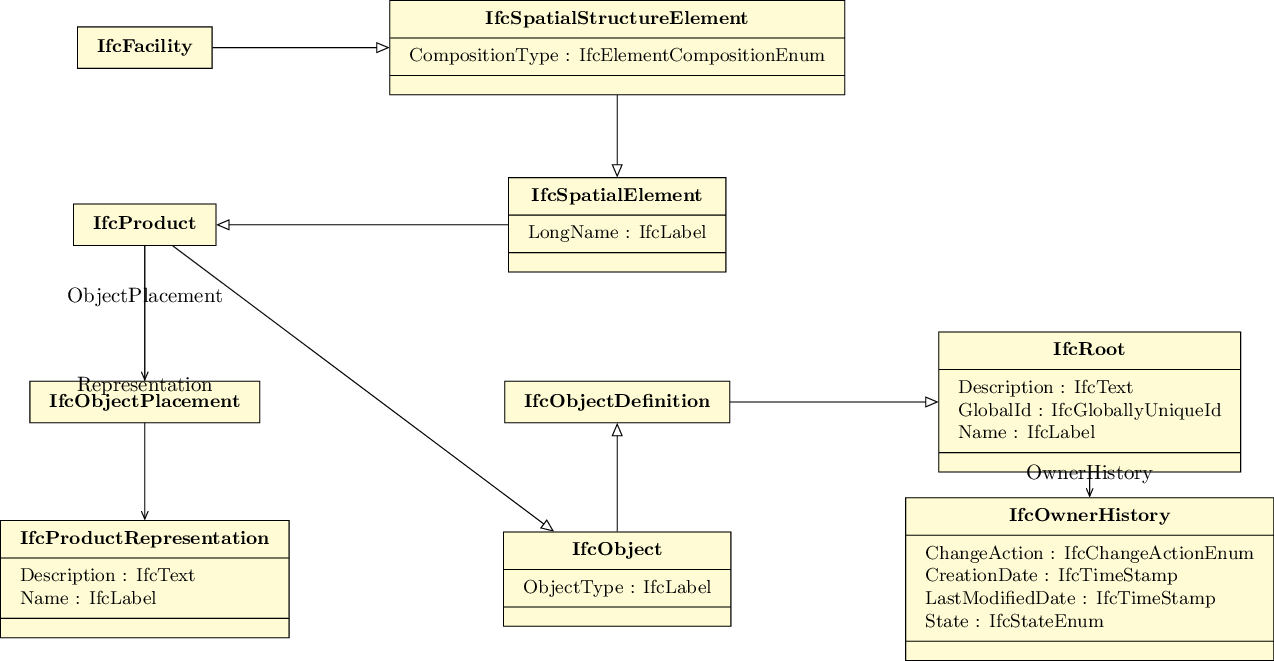 IfcFacility
IfcSpatialStructureElement
CompositionType : IfcElementCompositionEnum
IfcSpatialElement
LongName : IfcLabel
IfcProduct
ObjectPlacement
Representation
IfcObjectPlacement
IfcObjectDefinition
IfcRoot
Description : IfcText
GlobalId : IfcGloballyUniqueId
Name : IfcLabel
OwnerHistory
IfcProductRepresentation
Description : IfcText
Name : IfcLabel
IfcObject
ObjectType : IfcLabel
IfcOwnerHistory
ChangeAction : IfcChangeActionEnum
CreationDate : IfcTimeStamp
LastModifiedDate : IfcTimeStamp
State : IfcStateEnum